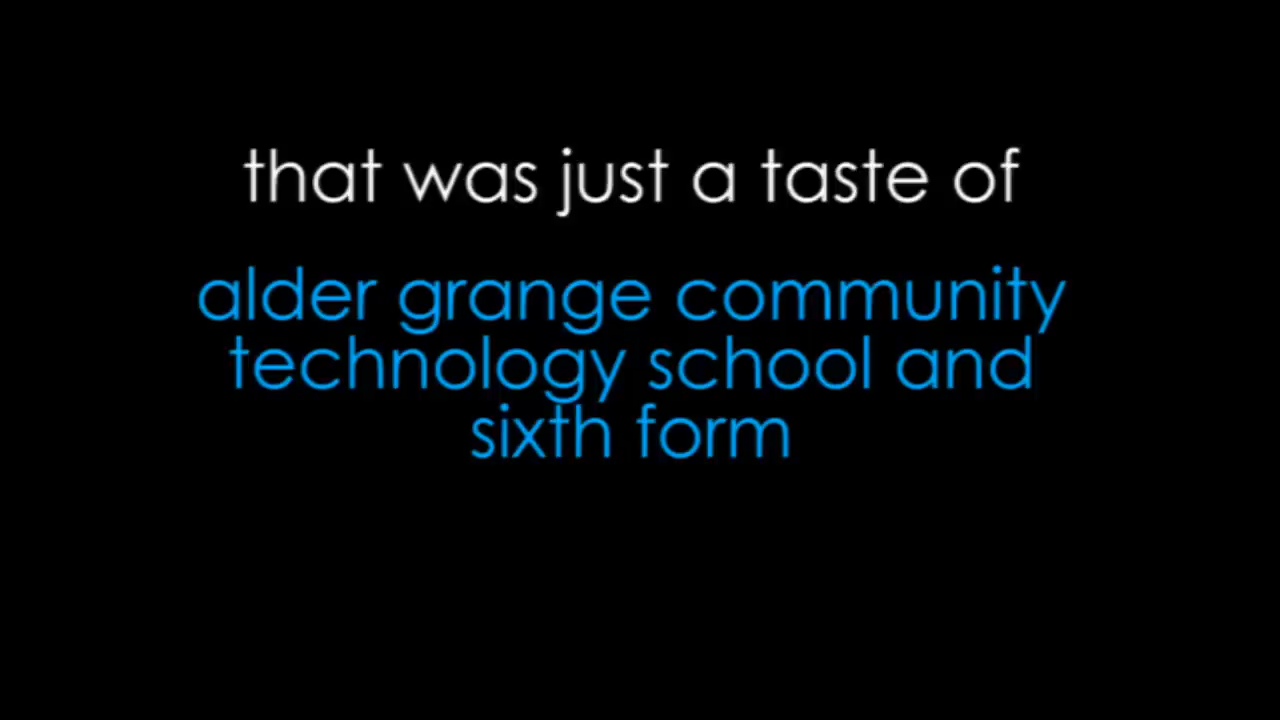 that was just a taste of
alder grange community
technology school and
sixth form